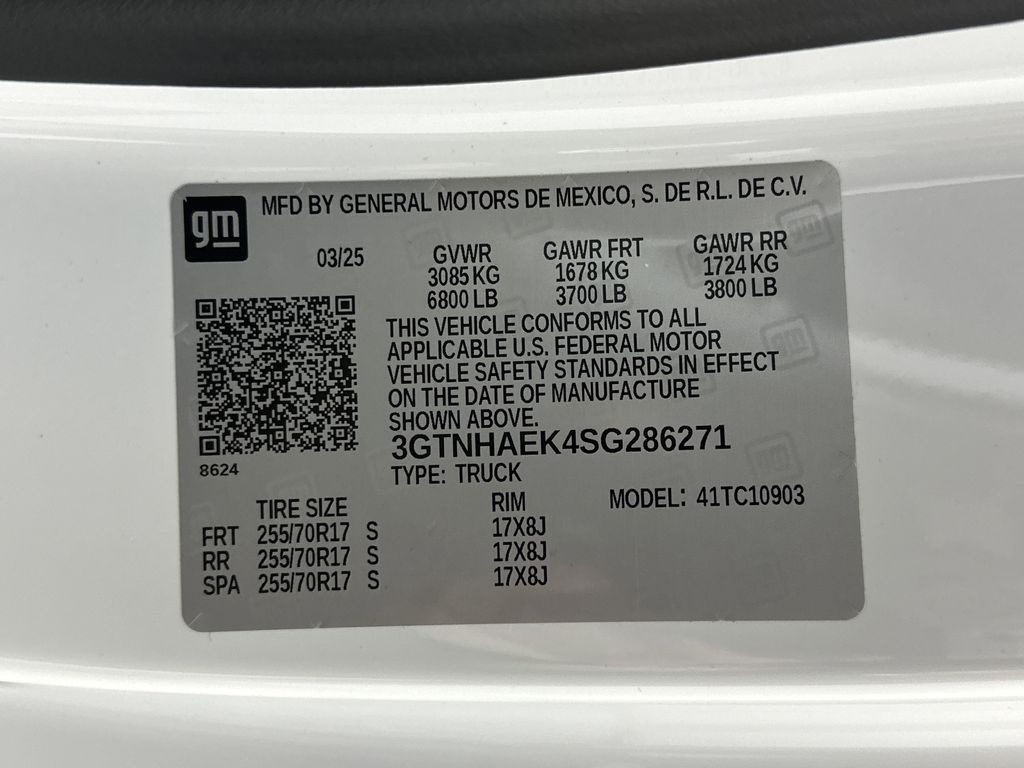 gm
MFD BY GENERAL MOTORS DE MEXICO, S. DE R.L. DE C.V.
03/25
GVWR GAWR FRT GAWR RR
3085 KG 1678 KG 1724 KG
6800 LB 3700 LB 3800 LB
THIS VEHICLE CONFORMS TO ALL
APPLICABLE U.S. FEDERAL MOTOR
VEHICLE SAFETY STANDARDS IN EFFECT
ON THE DATE OF MANUFACTURE
SHOWN ABOVE.
3GTNHAEK4SG286271
8624
TYPE: TRUCK
TIRE SIZE RIM MODEL: 41TC10903
FRT 255/70R17 S 17X8J
RR 255/70R17 S 17X8J
SPA 255/70R17 S 17X8J